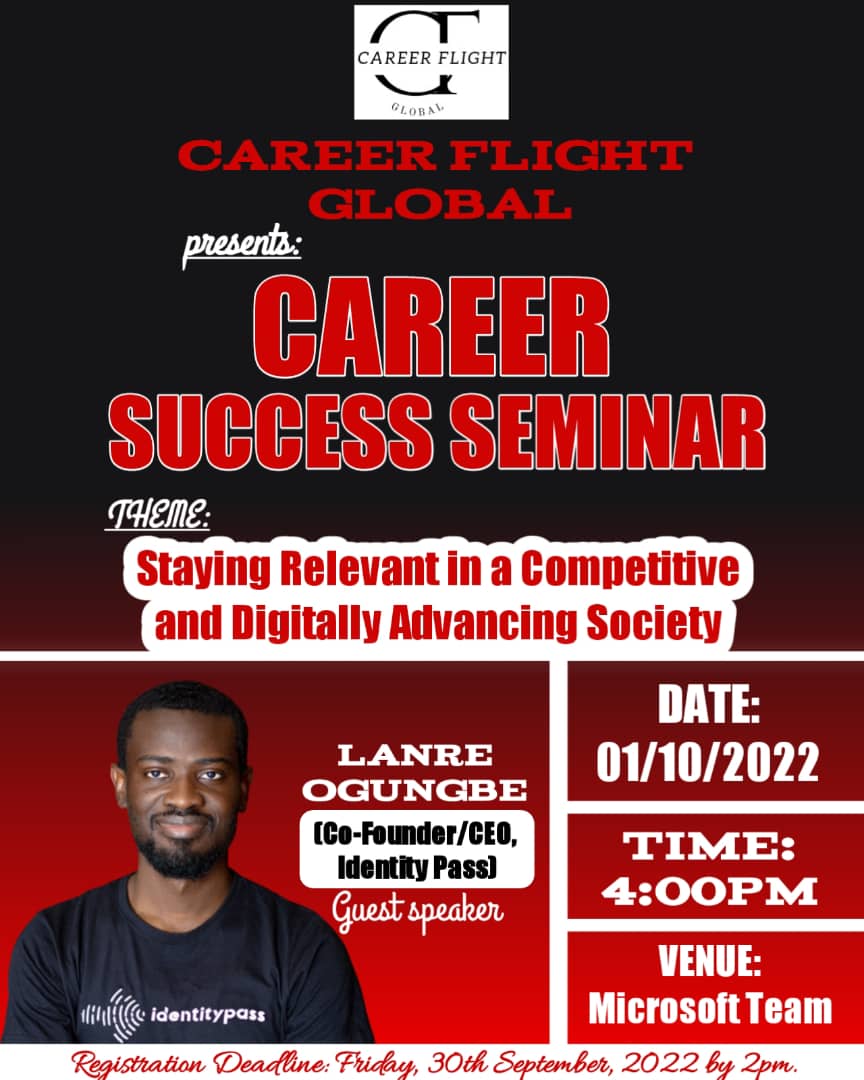 CAREER FLIGHT
GLOBAL
CAREER FLIGHT
GLOBAL
presents:
CAREER
SUCCESS SEMINAR
THEME:
Staying Relevant in a Competitive
and Digitally Advancing Society
LANRE
OGUNGBE
(Co-Founder/CEO,
Identity Pass)
Guest speaker
identitypass
DATE:
01/10/2022
TIME:
4:00PM
VENUE:
Microsoft Team
Registration Deadline: Friday, 30th September, 2022 by 2pm.